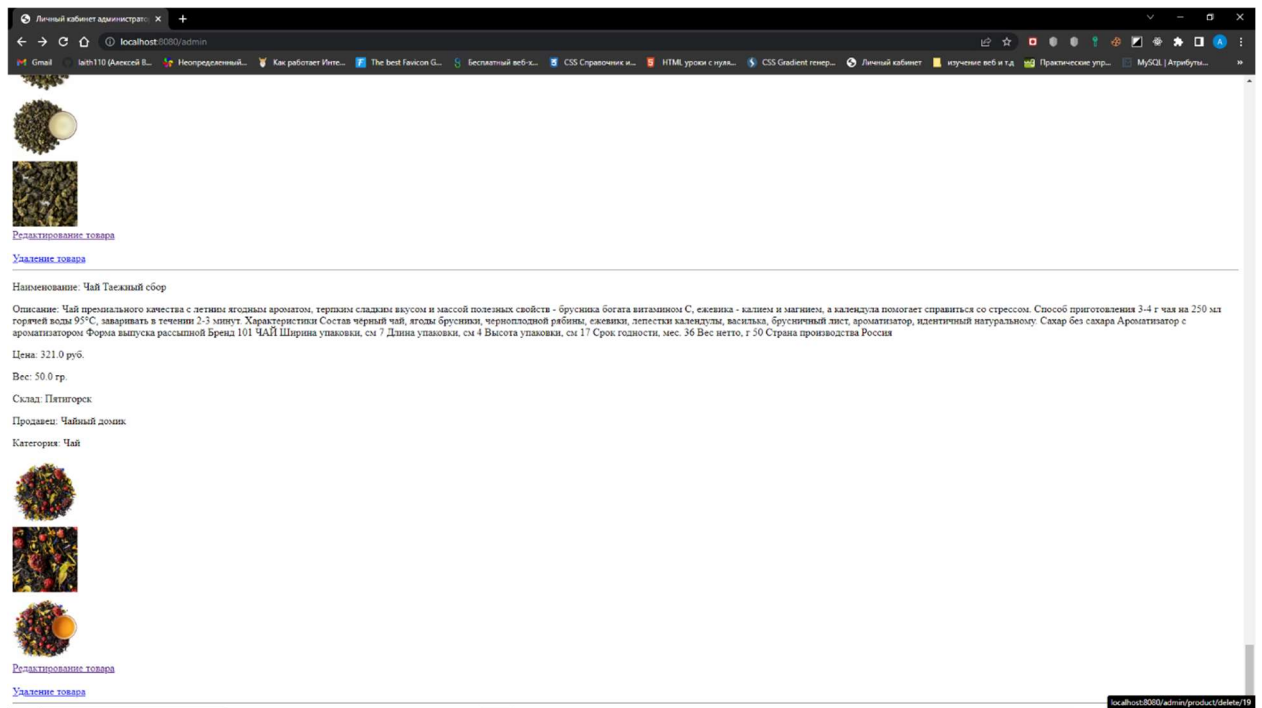 Личный кабинет администрато
localhost:8080/admin
Gmail laith110 (Алексей В... Неопределенный... Как работает Инте... The best Favicon G... Бесплатный веб-х... CSS Справочник и... HTML уроки с нуля... CSS Gradient генер... Личный кабинет изучение веб и т.д Практические упр... MySQL | Атрибуты... »
Редактирование товара
Удаление товара
Наименование: Чай Таежный сбор
Описание: Чай премиального качества с летним ягодным ароматом, терпким сладким вкусом и массой полезных свойств - брусника богата витамином С, ежевика - калием и магнием, а календула помогает справиться со стрессом. Способ приготовления 3-4 г чая на 250 мл
горячей воды 95°C, заваривать в течении 2-3 минут. Характеристики Состав чёрный чай, ягоды брусники, черноплодной рябины, ежевики, лепестки календулы, василька, брусничный лист, ароматизатор, идентичный натуральному. Сахар без сахара Ароматизатор с
ароматизатором Форма выпуска рассыпной Бренд 101 ЧАЙ Ширина упаковки, см 7 Длина упаковки, см 4 Высота упаковки, см 17 Срок годности, мес. 36 Вес нетто, г 50 Страна производства Россия
Цена: 321.0 руб.
Вес: 50.0 гр.
Склад: Пятигорск
Продавец: Чайный домик
Категория: Чай
Редактирование товара
Удаление товара
localhost:8080/admin/product/delete/19